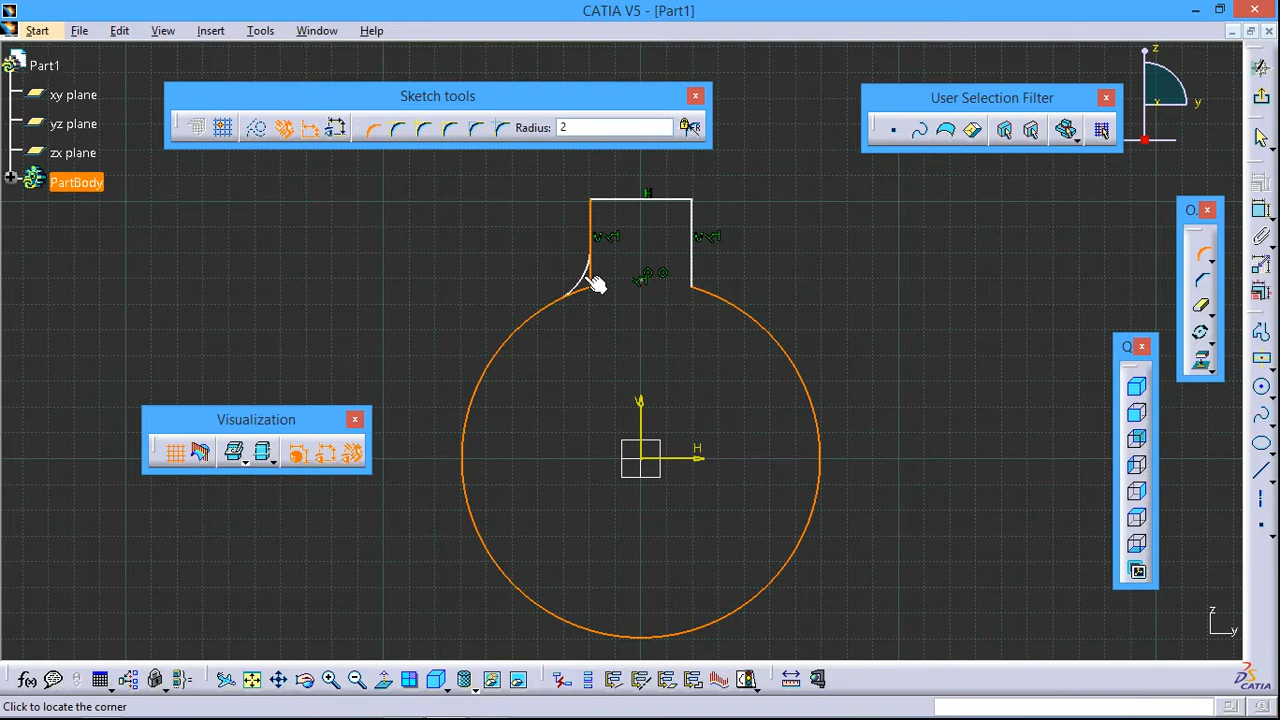 CATIA V5 - [Part1]
Start File Edit View Insert Tools Window Help
Part1
xy plane
yz plane
zx plane
PartBody
Sketch tools
Radius: 2
User Selection Filter
z
x y
O.
H
V
V
O
V
H
Visualization
Q
z
y
f(x)
CATIA
Click to locate the corner